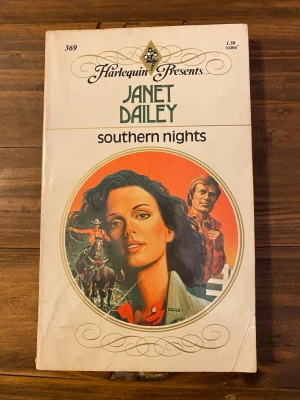 369
Harlequin Presents...
1.50
JANET
DAILEY
southern nights